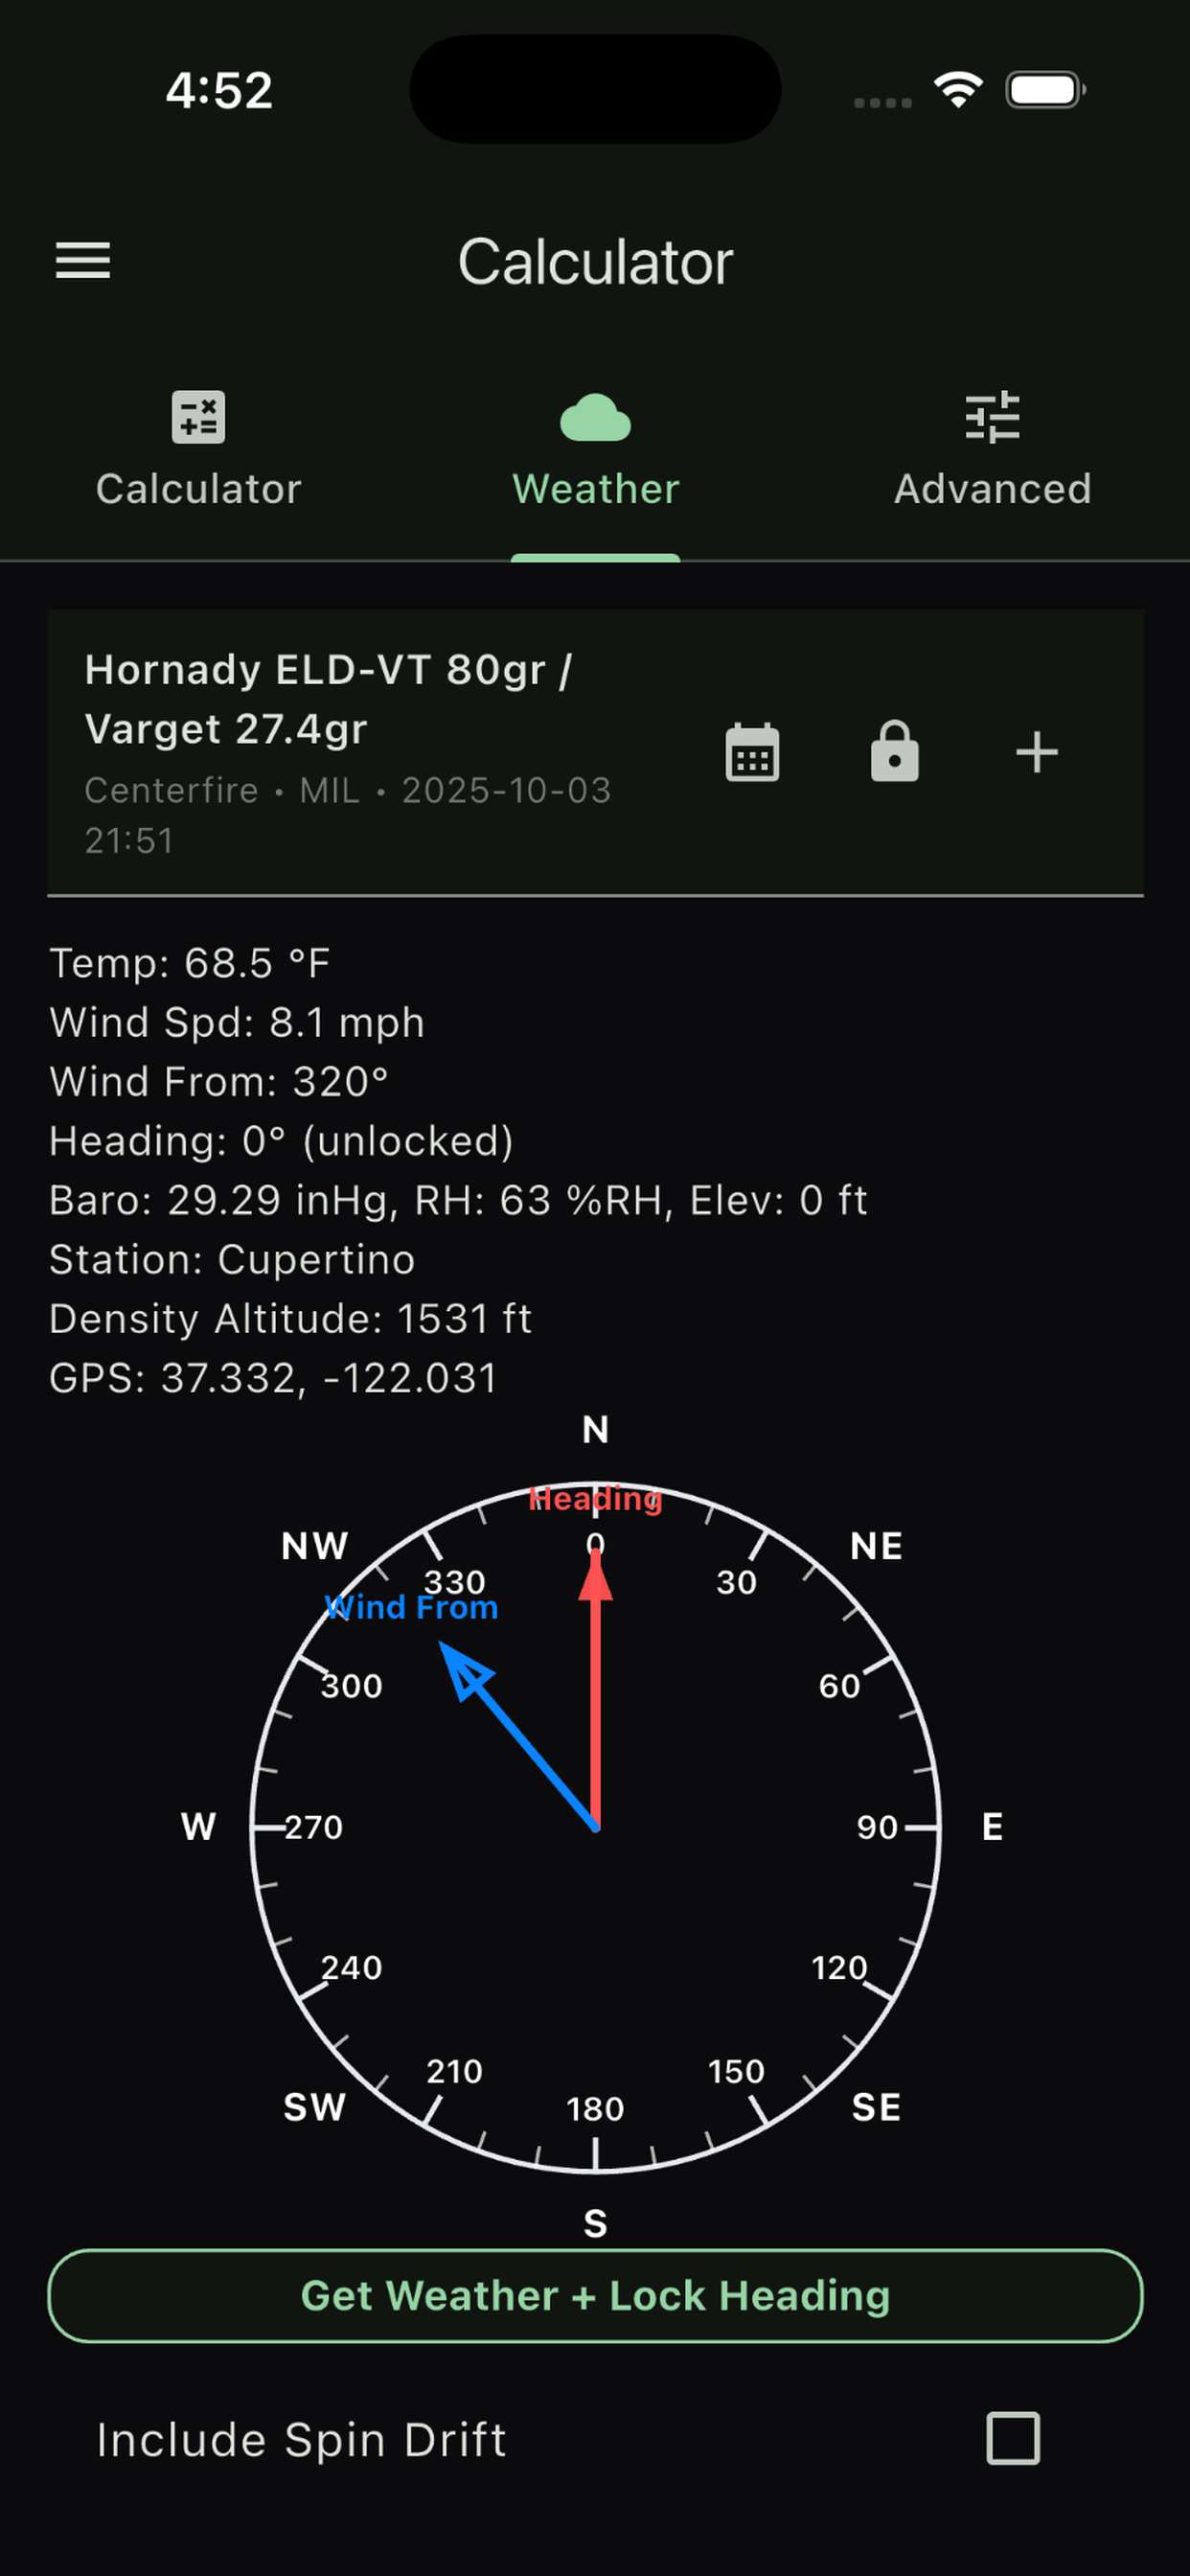 4:52
Calculator
Calculator
Weather
Advanced
Hornady ELD-VT 80gr /
Varget 27.4gr
Centerfire • MIL • 2025-10-03
21:51
Temp: 68.5 °F
Wind Spd: 8.1 mph
Wind From: 320°
Heading: 0° (unlocked)
Baro: 29.29 inHg, RH: 63 %RH, Elev: 0 ft
Station: Cupertino
Density Altitude: 1531 ft
GPS: 37.332, -122.031
N
Heading
NW
0
NE
330
30
Wind From
300
60
W
270
90
E
240
120
210
150
SW
180
SE
S
Get Weather + Lock Heading
Include Spin Drift